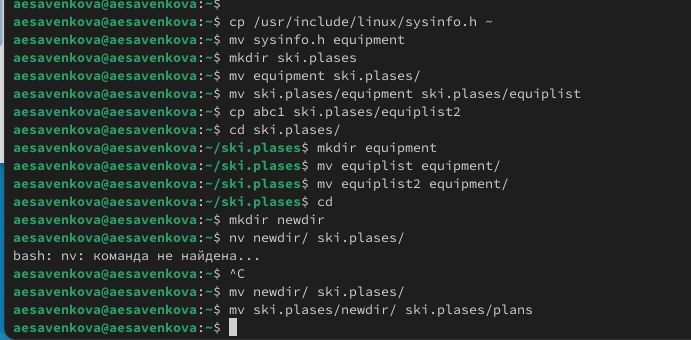 aesavenkova@aesavenkova:~$
aesavenkova@aesavenkova:~$ cp /usr/include/linux/sysinfo.h ~
aesavenkova@aesavenkova:~$ mv sysinfo.h equipment
aesavenkova@aesavenkova:~$ mkdir ski.plases
aesavenkova@aesavenkova:~$ mv equipment ski.plases/
aesavenkova@aesavenkova:~$ mv ski.plases/equipment ski.plases/equiplist
aesavenkova@aesavenkova:~$ cp abc1 ski.plases/equiplist2
aesavenkova@aesavenkova:~$ cd ski.plases/
aesavenkova@aesavenkova:~/ski.plases$ mkdir equipment
aesavenkova@aesavenkova:~/ski.plases$ mv equiplist equipment/
aesavenkova@aesavenkova:~/ski.plases$ mv equiplist2 equipment/
aesavenkova@aesavenkova:~/ski.plases$ cd
aesavenkova@aesavenkova:~$ mkdir newdir
aesavenkova@aesavenkova:~$ nv newdir/ ski.plases/
bash: nv: команда не найдена...
aesavenkova@aesavenkova:~$ ^C
aesavenkova@aesavenkova:~$ mv newdir/ ski.plases/
aesavenkova@aesavenkova:~$ mv ski.plases/newdir/ ski.plases/plans
aesavenkova@aesavenkova:~$